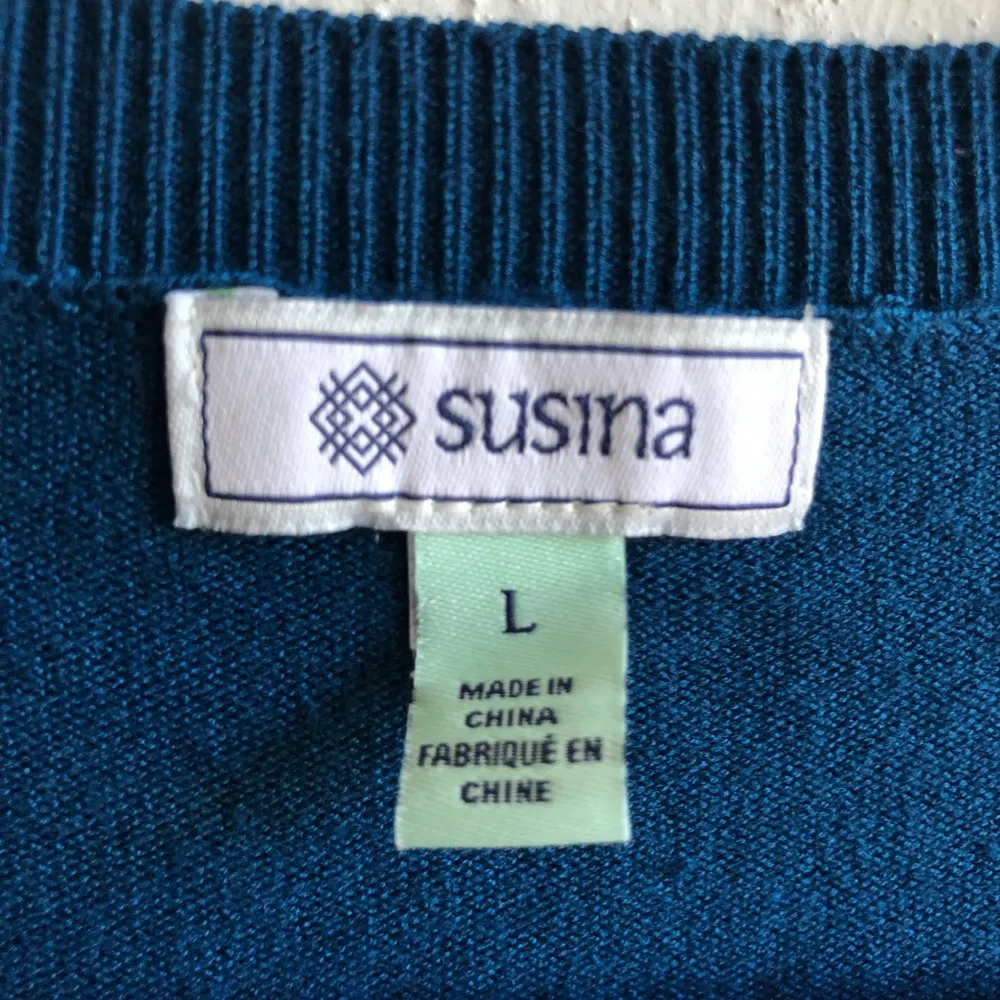 susina
L
MADE IN
CHINA
FABRIQUÉ EN
CHINE